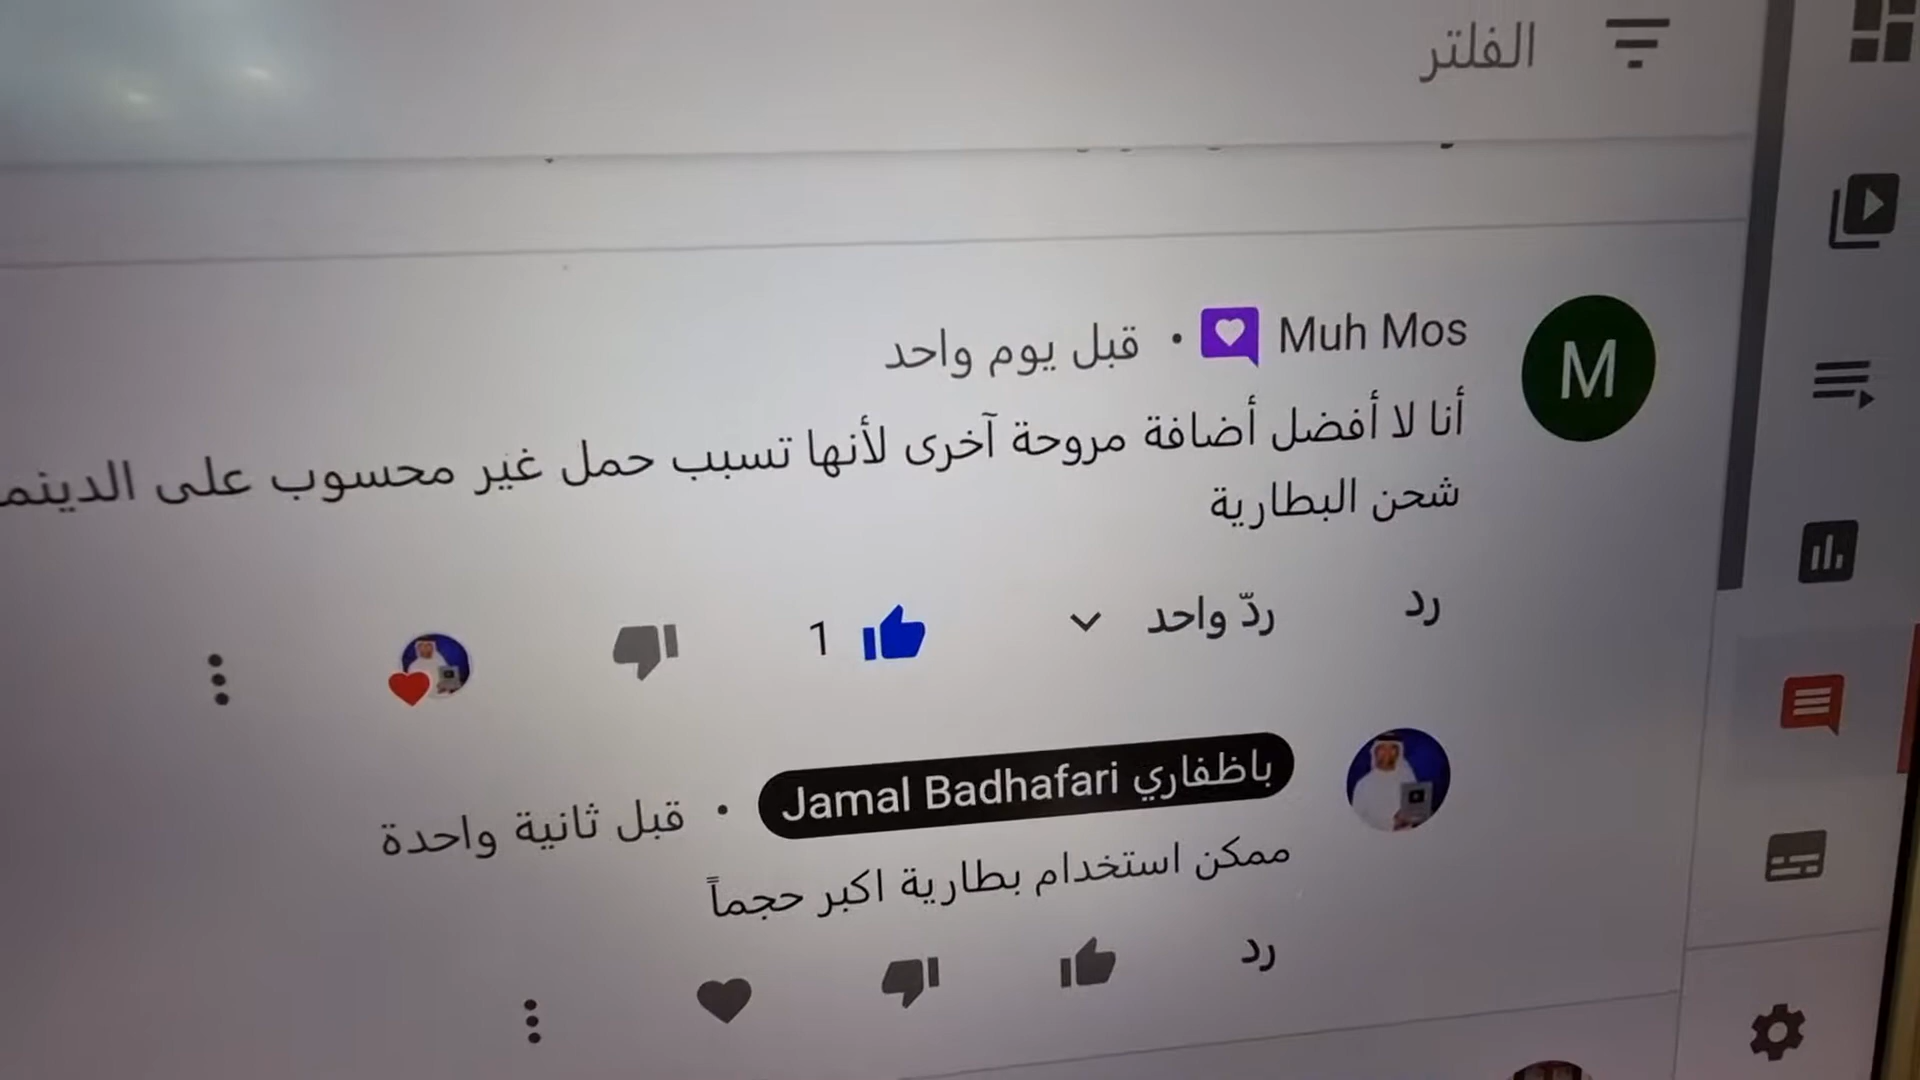 الفلتر
Muh Mos • قبل يوم واحد
أنا لا أفضل أضافة مروحة آخرى لأنها تسبب حمل غير محسوب على
شحن البطارية
رد
ردّ واحد
1
Jamal Badhafari باظفاري • قبل ثانية واحدة
ممكن استخدام بطارية اكبر حجماً
رد